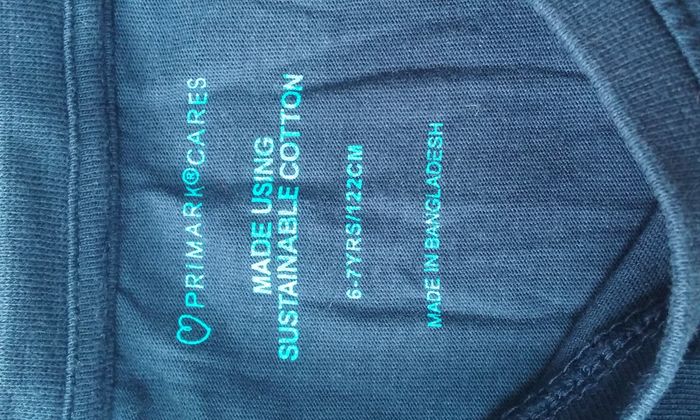 ♡ PRIMARK®CARES
MADE USING
SUSTAINABLE COTTON
6-7YRS/122CM
MADE IN BANGLADESH